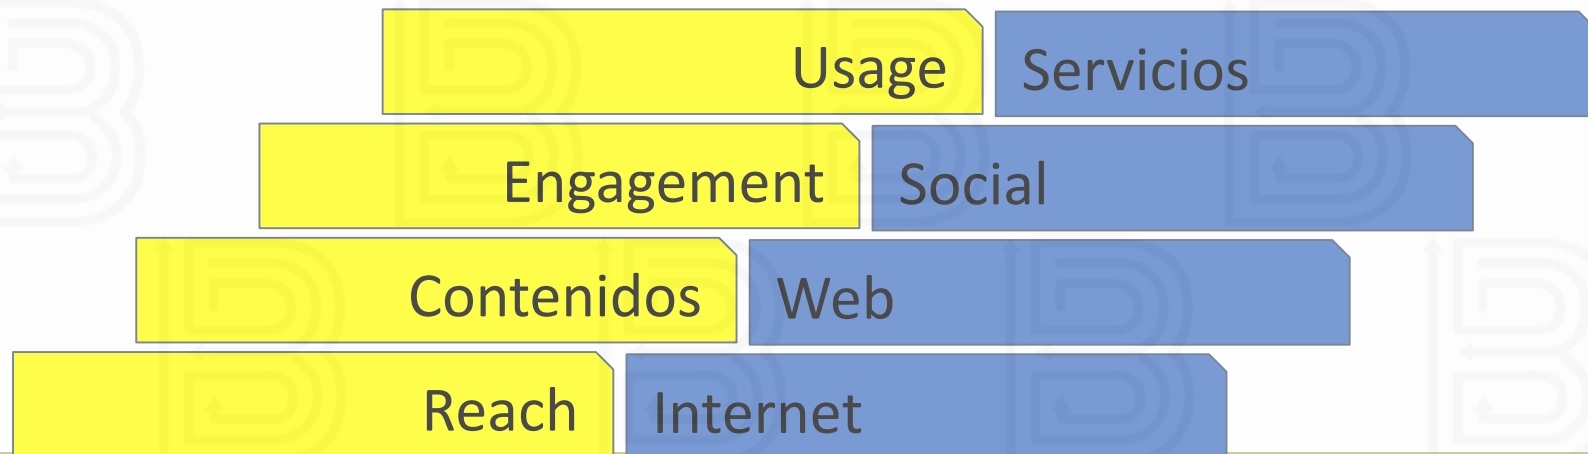 Usage Servicios
Engagement Social
Contenidos Web
Reach Internet